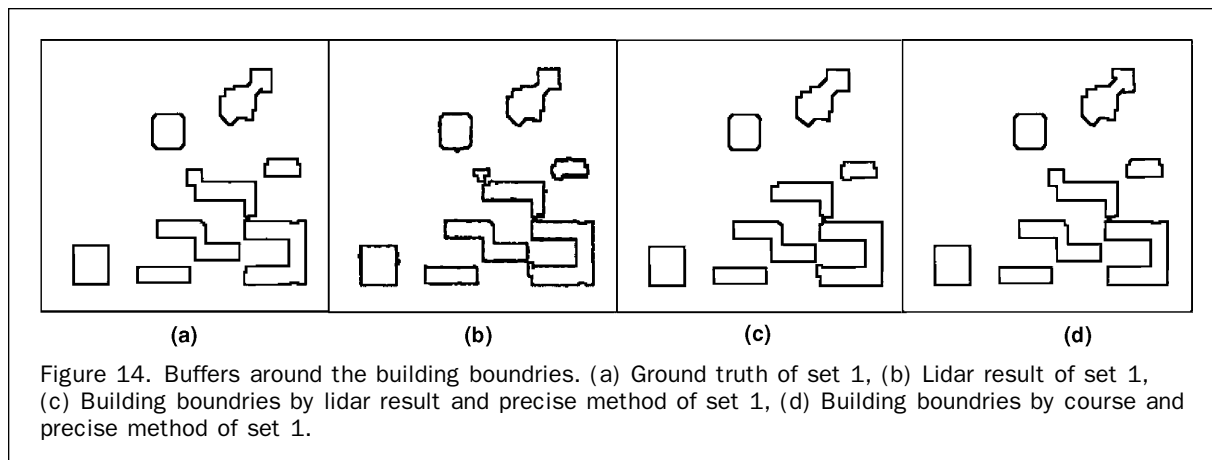 (a)
(b)
(c)
(d)
Figure 14. Buffers around the building boundries. (a) Ground truth of set 1, (b) Lidar result of set 1,
(c) Building boundries by lidar result and precise method of set 1, (d) Building boundries by course and
precise method of set 1.